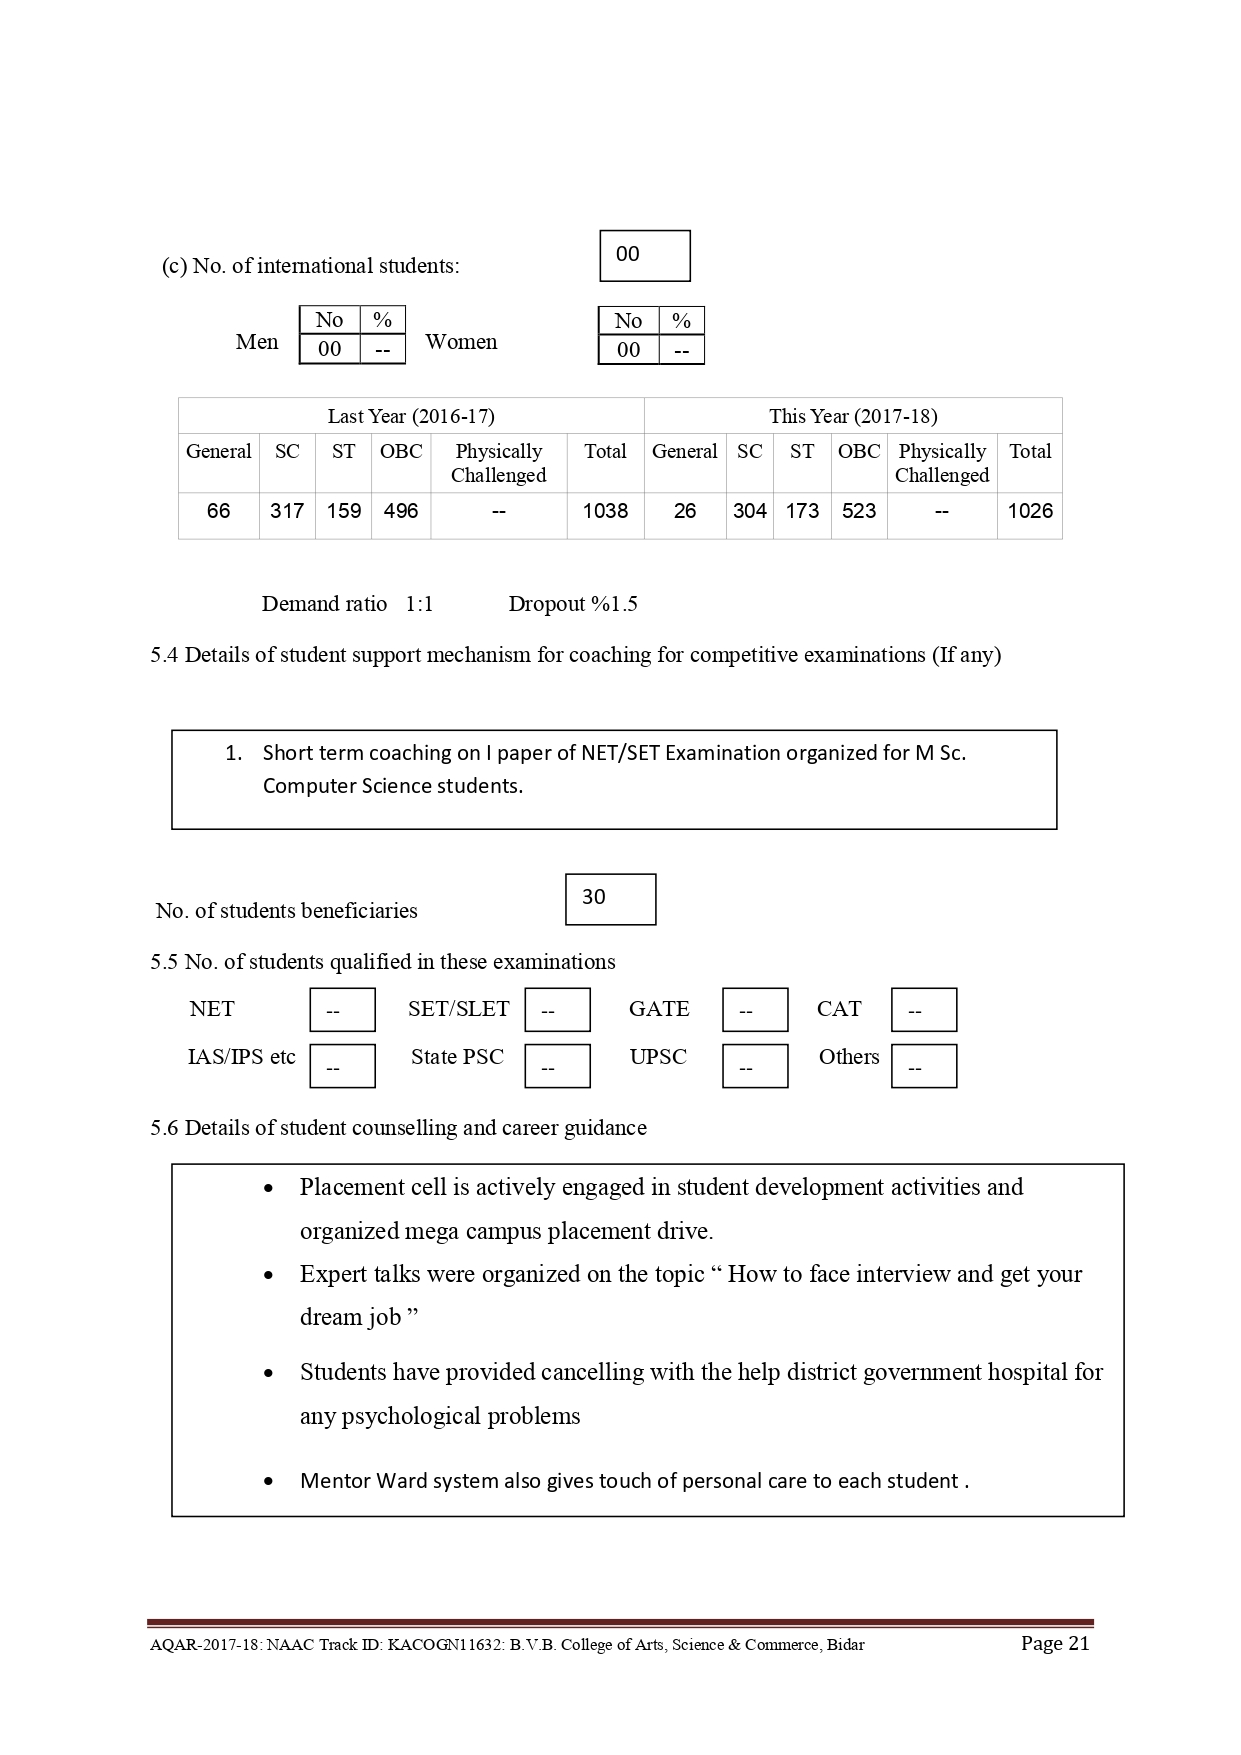 00
(c) No. of international students:
No % No %
Men Women
00 -- 00 --
Last Year (2016-17) This Year (2017-18)
General SC ST OBC Physically Total General SC ST OBC Physically Total
Challenged Challenged
66 317 159 496 -- 1038 26 304 173 523 -- 1026
Demand ratio 1:1 Dropout %1.5
5.4 Details of student support mechanism for coaching for competitive examinations (If any)
1. Short term coaching on I paper of NET/SET Examination organized for M Sc.
Computer Science students.
30
No. of students beneficiaries
5.5 No. of students qualified in these examinations
NET -- SET/SLET -- GATE -- CAT --
IAS/IPS etc -- State PSC -- UPSC -- Others --
5.6 Details of student counselling and career guidance
• Placement cell is actively engaged in student development activities and
organized mega campus placement drive.
• Expert talks were organized on the topic “ How to face interview and get your
dream job ”
• Students have provided cancelling with the help district government hospital for
any psychological problems
• Mentor Ward system also gives touch of personal care to each student .
AQAR-2017-18: NAAC Track ID: KACOGN11632: B.V.B. College of Arts, Science & Commerce, Bidar Page 21